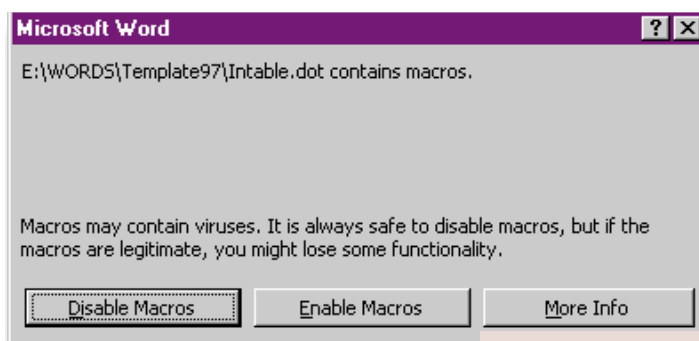 Microsoft Word
E:\WORDS\Template97\Intable.dot contains macros.
Macros may contain viruses. It is always safe to disable macros, but if the
macros are legitimate, you might lose some functionality.
Disable Macros Enable Macros More Info